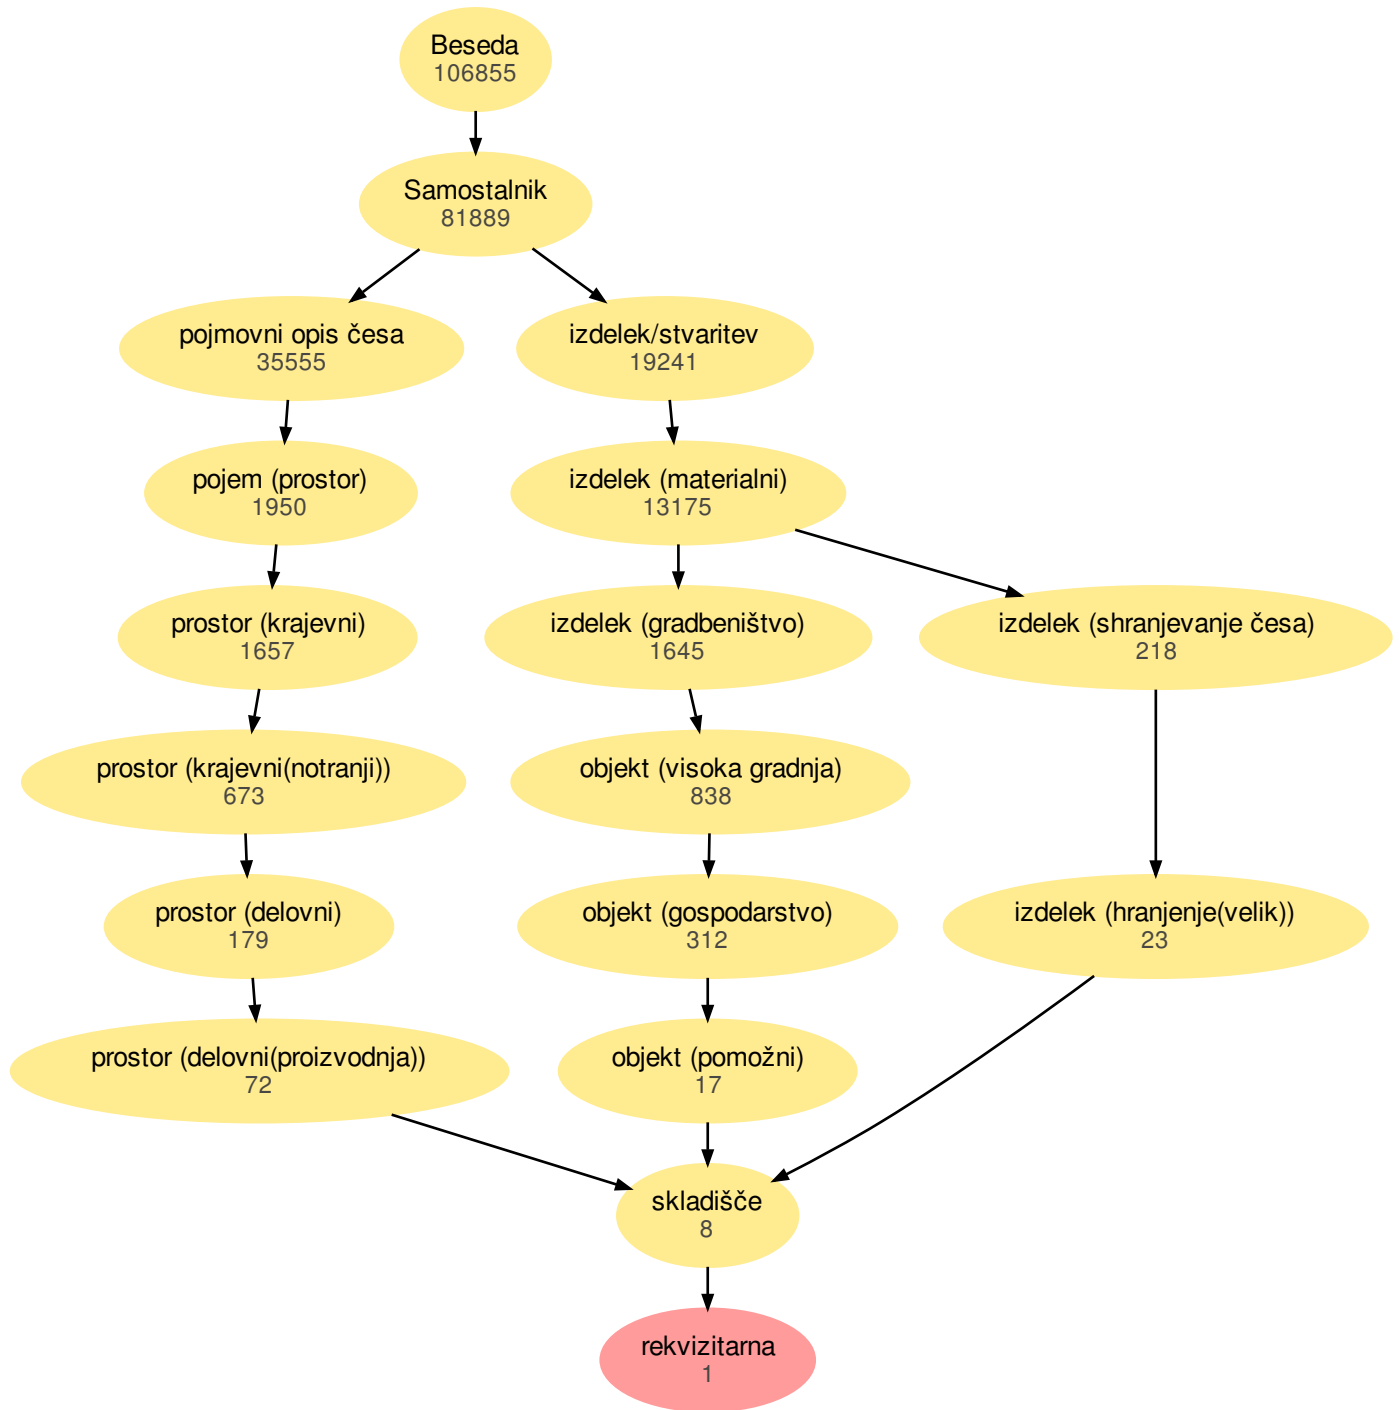 Beseda
106855
Samostalnik
81889
pojmovni opis česa
35555
izdelek/stvaritev
19241
pojem (prostor)
1950
izdelek (materialni)
13175
prostor (krajevni)
1657
izdelek (gradbeništvo)
1645
izdelek (shranjevanje česa)
218
prostor (krajevni(notranji))
673
objekt (visoka gradnja)
838
prostor (delovni)
179
objekt (gospodarstvo)
312
izdelek (hranjenje(velik))
23
prostor (delovni(proizvodnja))
72
objekt (pomožni)
17
skladišče
8
rekvizitarna
1